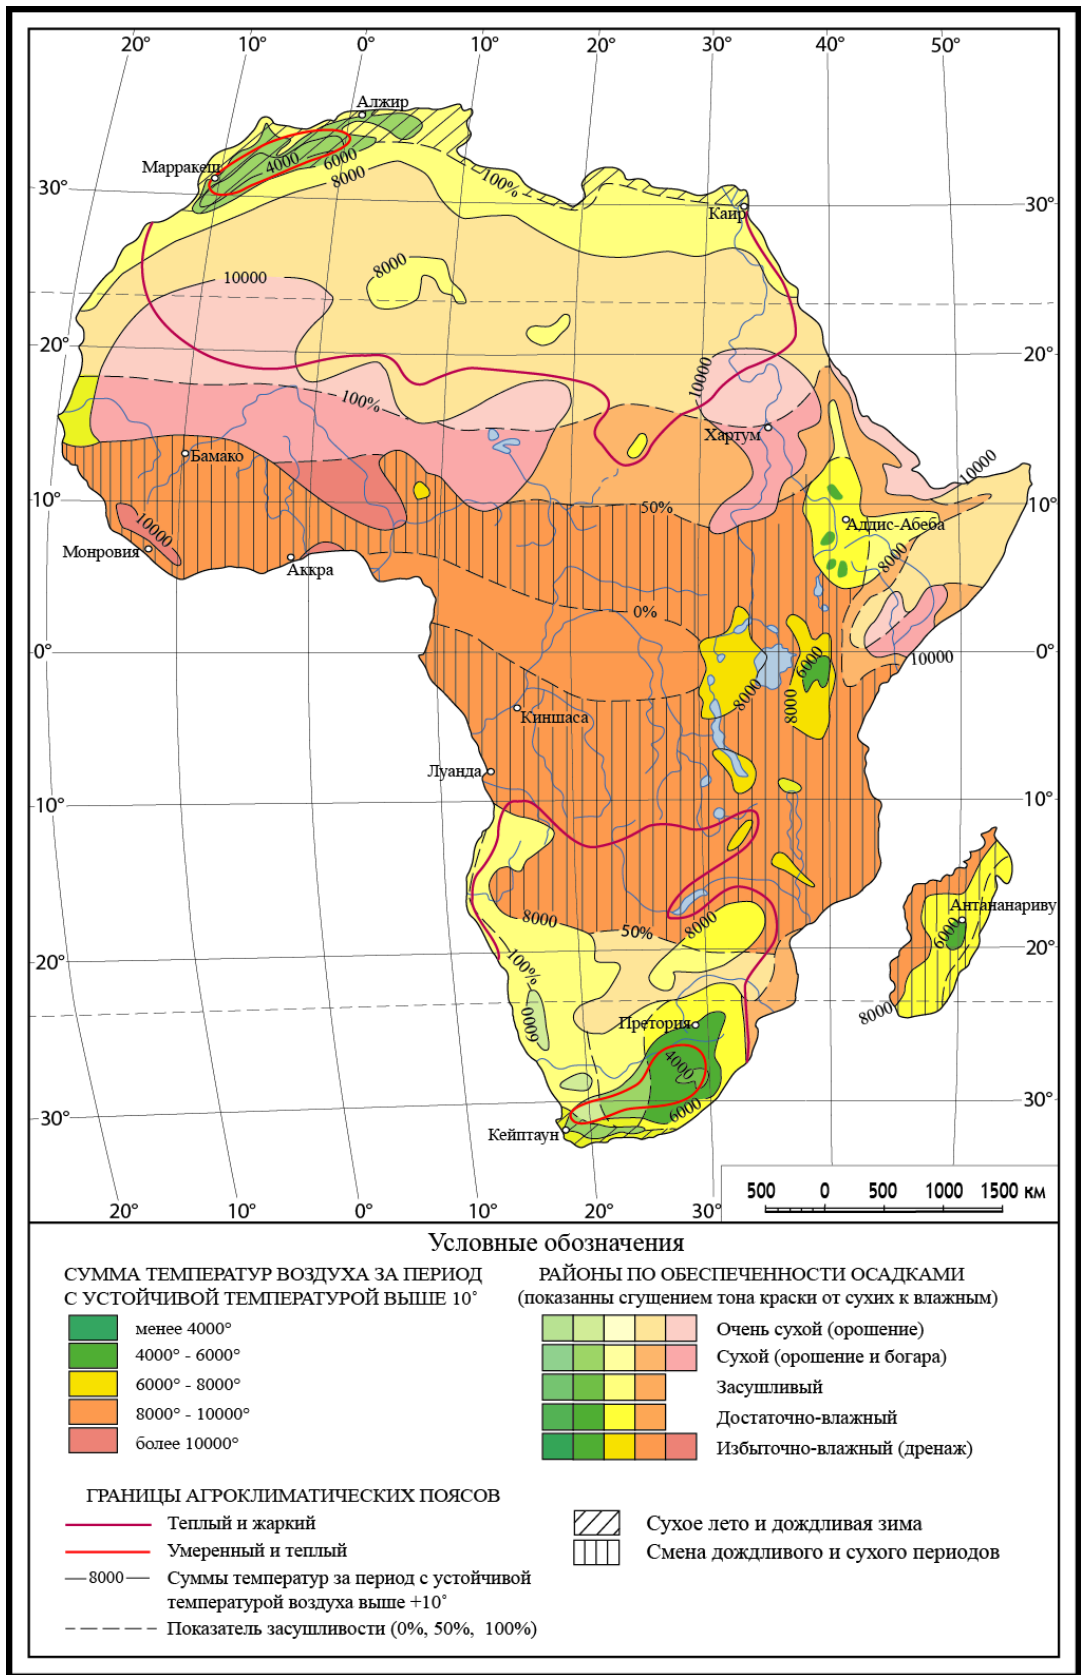 20° 10° 0° 10° 20° 30° 40° 50°
Алжир
Марракеш
4000
6000
8000
100%
30°
30°
Каир
8000
10000
20°
20°
10000
100%
Хартум
Бамако
10000
10°
10°
50%
10000
Аддис-Абеба
Монровия
Аккра
8000
0%
0°
0°
6000
10000
8000
8000
Киншаса
Луанда
10°
10°
Антананариву
8000
50%
8000
6000
20°
20°
100%
8000
6000
Претория
4000
6000
30°
30°
Кейптаун
500 0 500 1000 1500 км
20° 10° 0° 10° 20° 30°
Условные обозначения
СУММА ТЕМПЕРАТУР ВОЗДУХА ЗА ПЕРИОД
С УСТОЙЧИВОЙ ТЕМПЕРАТУРОЙ ВЫШЕ 10°
менее 4000°
4000° - 6000°
6000° - 8000°
8000° - 10000°
более 10000°
РАЙОНЫ ПО ОБЕСПЕЧЕННОСТИ ОСАДКАМИ
(показанны сгущением тона краски от сухих к влажным)
Очень сухой (орошение)
Сухой (орошение и богара)
Засушливый
Достаточно-влажный
Избыточно-влажный (дренаж)
ГРАНИЦЫ АГРОКЛИМАТИЧЕСКИХ ПОЯСОВ
Теплый и жаркий
Умеренный и теплый
8000 Суммы температур за период с устойчивой
температурой воздуха выше +10°
Показатель засушливости (0%, 50%, 100%)
Сухое лето и дождливая зима
Смена дождливого и сухого периодов